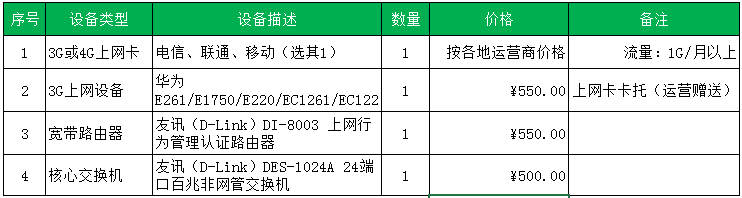 序号 设备类型 设备描述 数量 价格 备注
1 3G或4G上网卡 电信、联通、移动（选其1） 1 按各地运营商价格 流量：1G/月以上
2 3G上网设备 华为
E261/E1750/E220/EC1261/EC122 1 ¥550.00 上网卡卡托（运营赠送）
3 宽带路由器 友讯（D-Link）DI-8003 上网行
为管理认证路由器 1 ¥550.00
4 核心交换机 友讯（D-Link）DES-1024A 24端
口百兆非网管交换机 1 ¥500.00